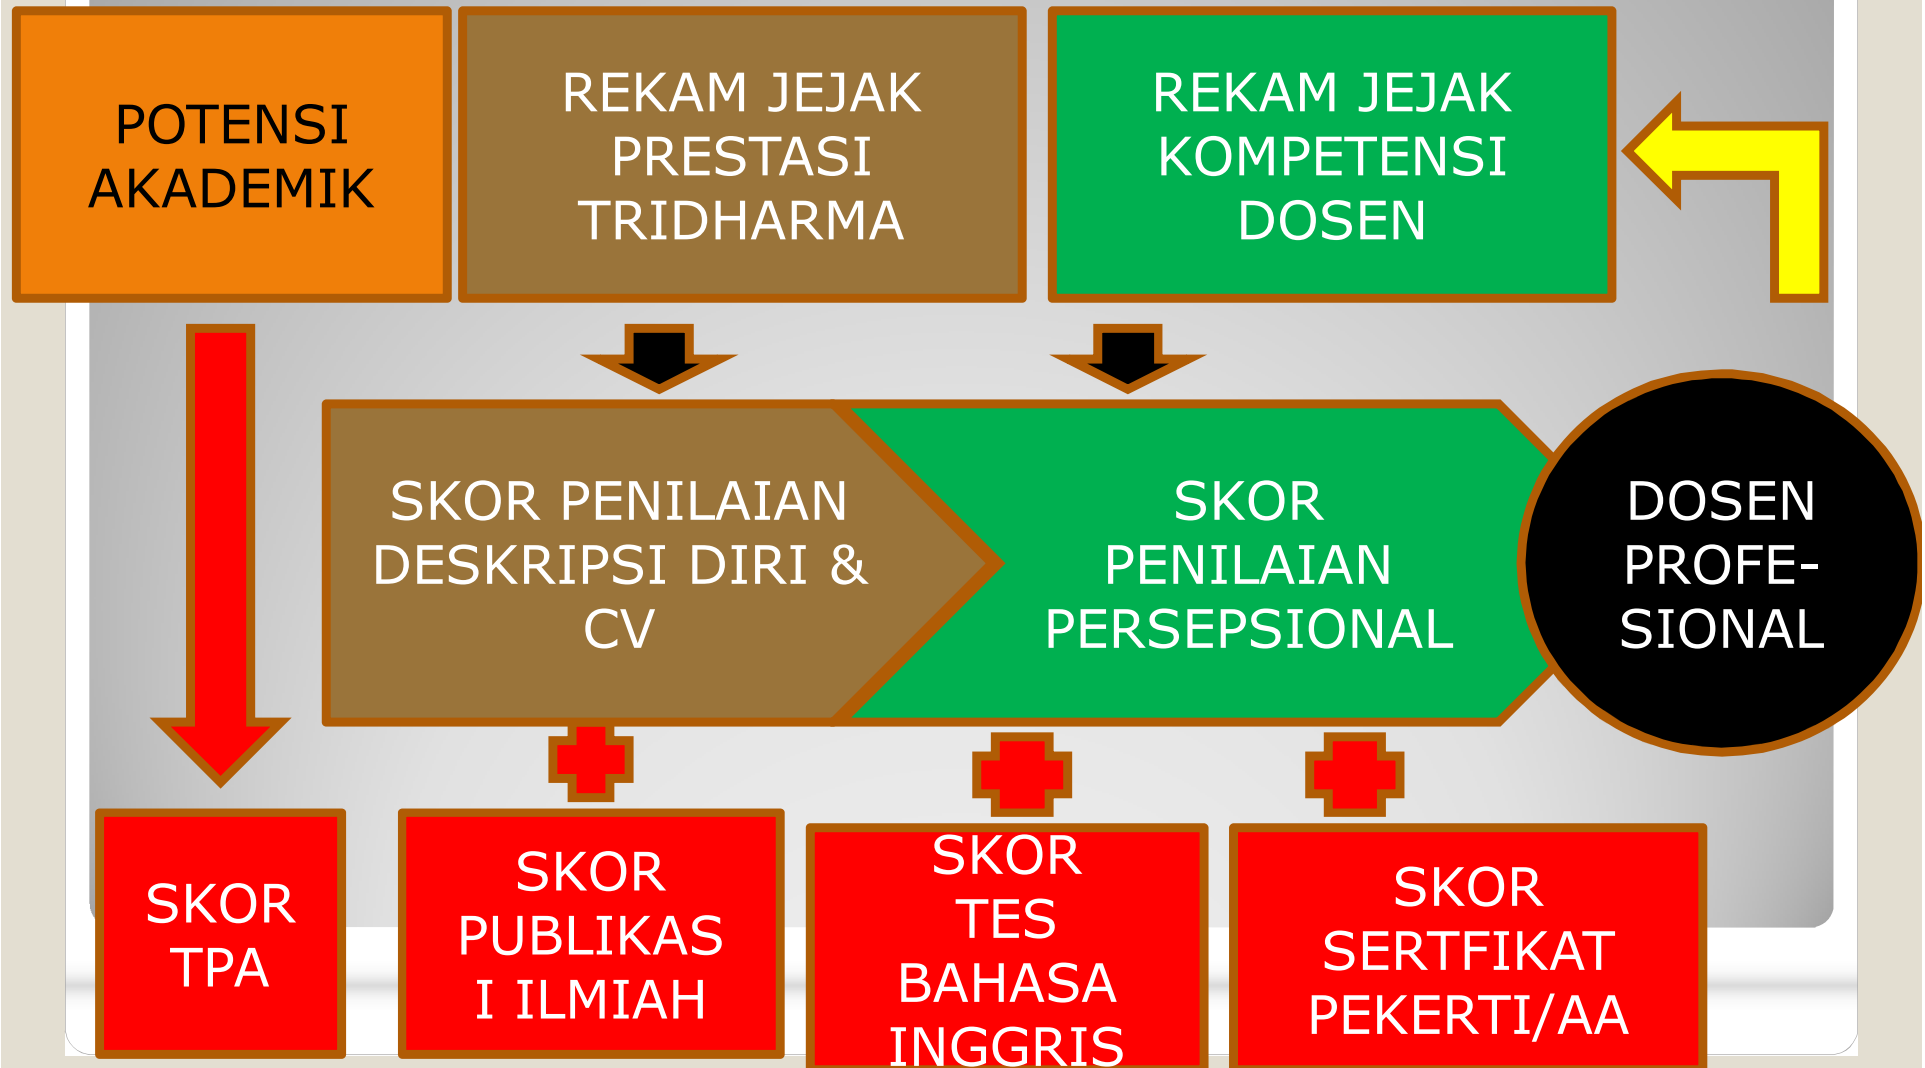 POTENSI
AKADEMIK
REKAM JEJAK
PRESTASI
TRIDHARMA
REKAM JEJAK
KOMPETENSI
DOSEN
SKOR PENILAIAN
DESKRIPSI DIRI &
CV
SKOR
PENILAIAN
PERSEPSIONAL
DOSEN
PROFE-
SIONAL
SKOR
TPA
SKOR
PUBLIKAS
I ILMIAH
SKOR
TES
BAHASA
INGGRIS
SKOR
SERTFIKAT
PEKERTI/AA